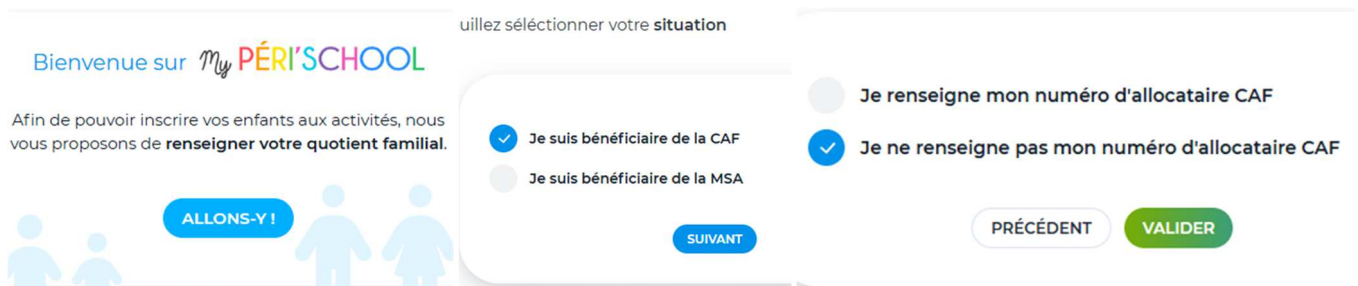 Bienvenue sur My PÉRI'SCHOOL
Afin de pouvoir inscrire vos enfants aux activités, nous
vous proposons de renseigner votre quotient familial.
ALLONS-Y !
uillez séléctionner votre situation
Je suis bénéficiaire de la CAF
Je suis bénéficiaire de la MSA
SUIVANT
Je renseigne mon numéro d'allocataire CAF
Je ne renseigne pas mon numéro d'allocataire CAF
PRÉCÉDENT VALIDER